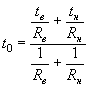 t₀ = (tв/Rв + tн/Rн) / (1/Rв + 1/Rн)